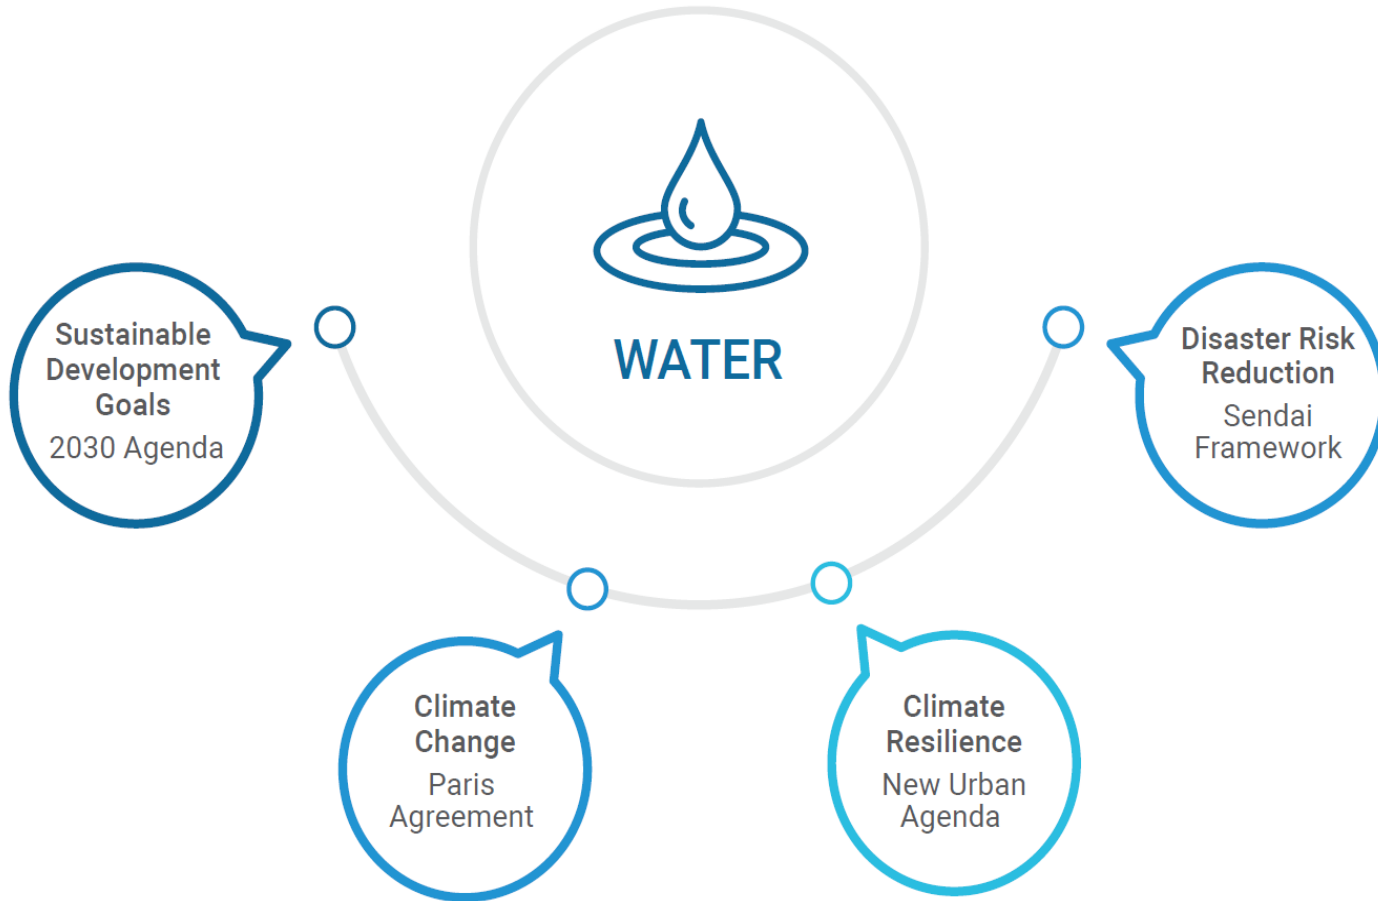 WATER
Sustainable
Development
Goals
2030 Agenda
Climate
Change
Paris
Agreement
Climate
Resilience
New Urban
Agenda
Disaster Risk
Reduction
Sendai
Framework